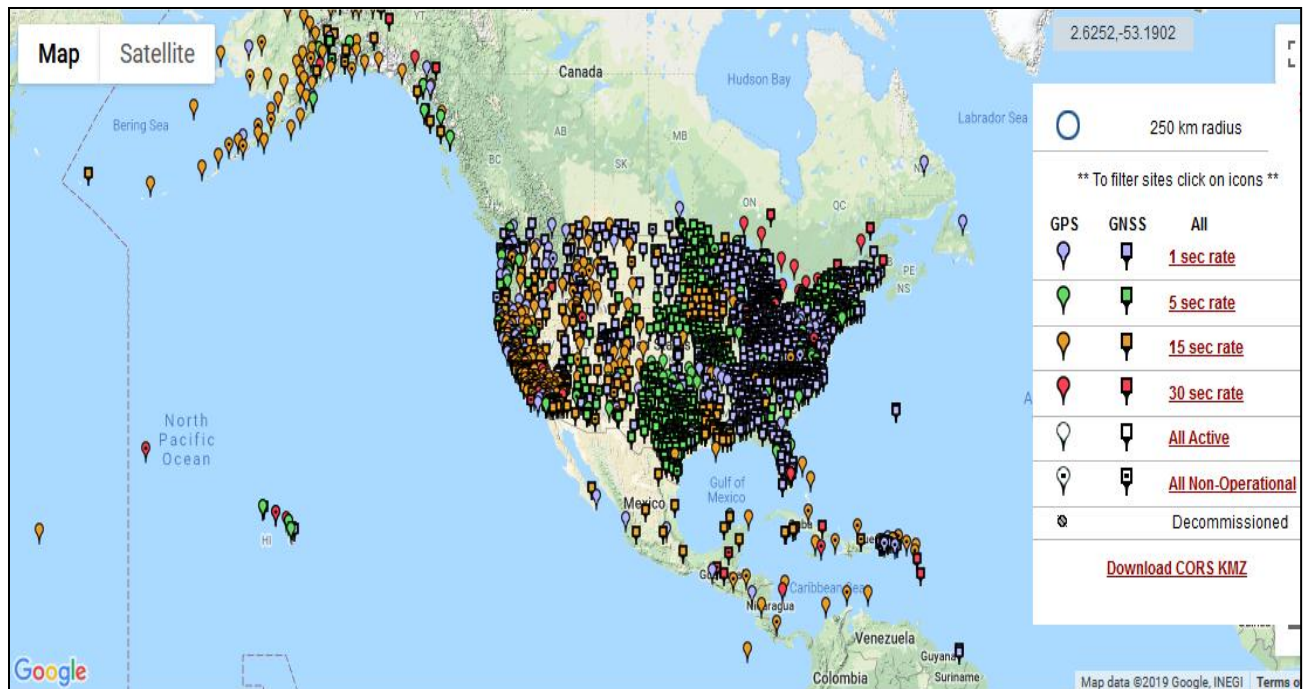 Map
Satellite
YT
Canada
Hudson Bay
2.6252,-53.1902
Bering Sea
AB
MB
SK
BC
Labrador Sea
ON
QC
PE
NS
North
Pacific
Ocean
HI
Gulf of
Mexico
Mexico
Cuba
Caribbean Sea
Nicaragua
Venezuela
Guyana
Suriname
Colombia
250 km radius
** To filter sites click on icons **
GPS GNSS All
1 sec rate
5 sec rate
15 sec rate
30 sec rate
All Active
All Non-Operational
Decommissioned
Download CORS KMZ
Google
Map data ©2019 Google, INEGI Terms o